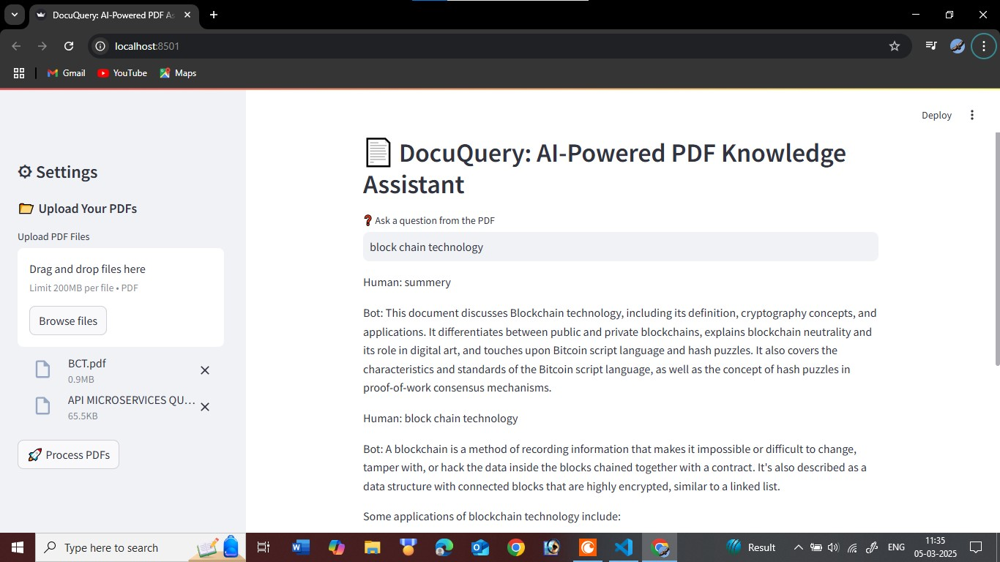 DocuQuery: AI-Powered PDF As
localhost:8501
Gmail
YouTube
Maps
Deploy
Settings
Upload Your PDFs
Upload PDF Files
Drag and drop files here
Limit 200MB per file • PDF
Browse files
BCT.pdf
0.9MB
API MICROSERVICES QU...
65.5KB
Process PDFs
DocuQuery: AI-Powered PDF Knowledge
Assistant
Ask a question from the PDF
block chain technology
Human: summery
Bot: This document discusses Blockchain technology, including its definition, cryptography concepts, and
applications. It differentiates between public and private blockchains, explains blockchain neutrality and
its role in digital art, and touches upon Bitcoin script language and hash puzzles. It also covers the
characteristics and standards of the Bitcoin script language, as well as the concept of hash puzzles in
proof-of-work consensus mechanisms.
Human: block chain technology
Bot: A blockchain is a method of recording information that makes it impossible or difficult to change,
tamper with, or hack the data inside the blocks chained together with a contract. It's also described as a
data structure with connected blocks that are highly encrypted, similar to a linked list.
Some applications of blockchain technology include:
Type here to search
Result
ENG
11:35
05-03-2025